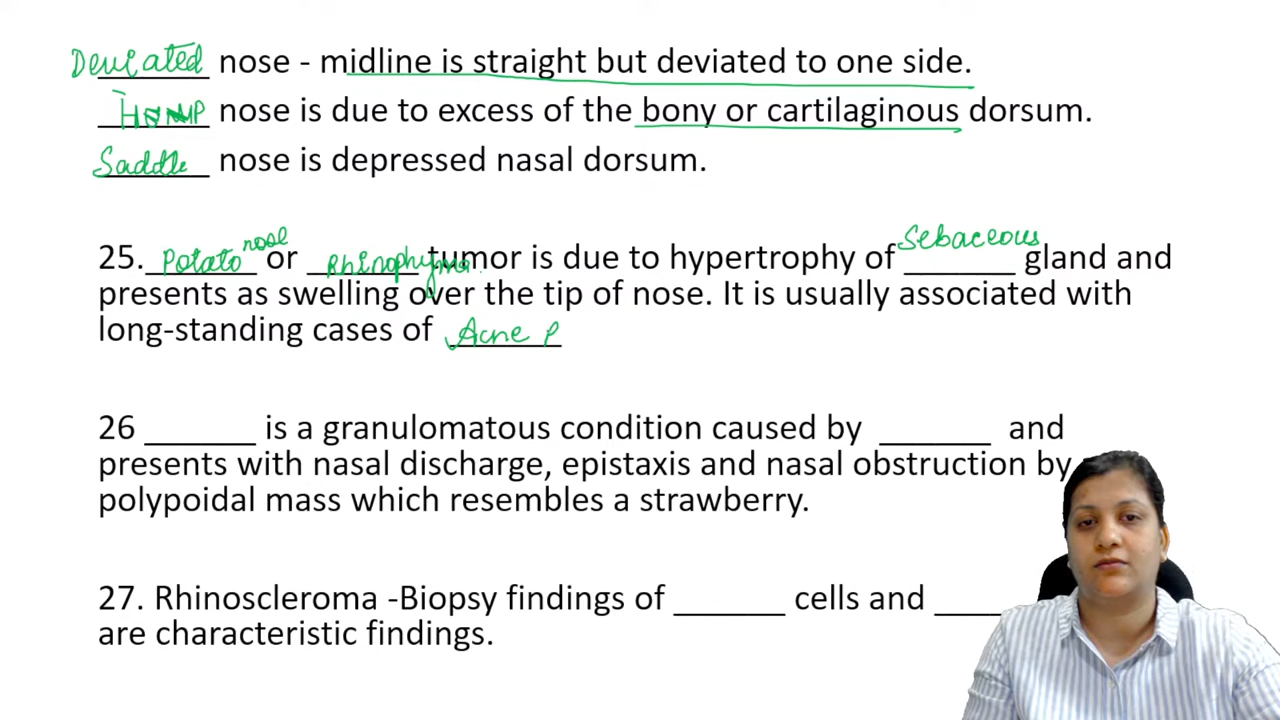 Deviated nose - midline is straight but deviated to one side.
Hump nose is due to excess of the bony or cartilaginous dorsum.
Saddle nose is depressed nasal dorsum.
25. Potato nose or Rhinophyma tumor is due to hypertrophy of Sebaceous gland and
presents as swelling over the tip of nose. It is usually associated with
long-standing cases of Acne P
26 ______ is a granulomatous condition caused by ______ and
presents with nasal discharge, epistaxis and nasal obstruction by
polypoidal mass which resembles a strawberry.
27. Rhinoscleroma -Biopsy findings of ______ cells and ____
are characteristic findings.